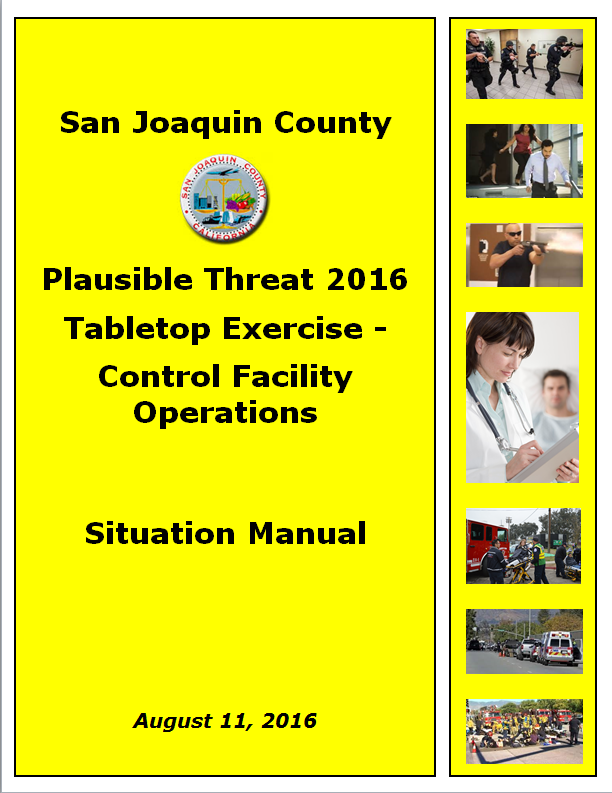 San Joaquin County
SAN JOAQUIN COUNTY
CALIFORNIA
Plausible Threat 2016
Tabletop Exercise -
Control Facility
Operations
Situation Manual
August 11, 2016